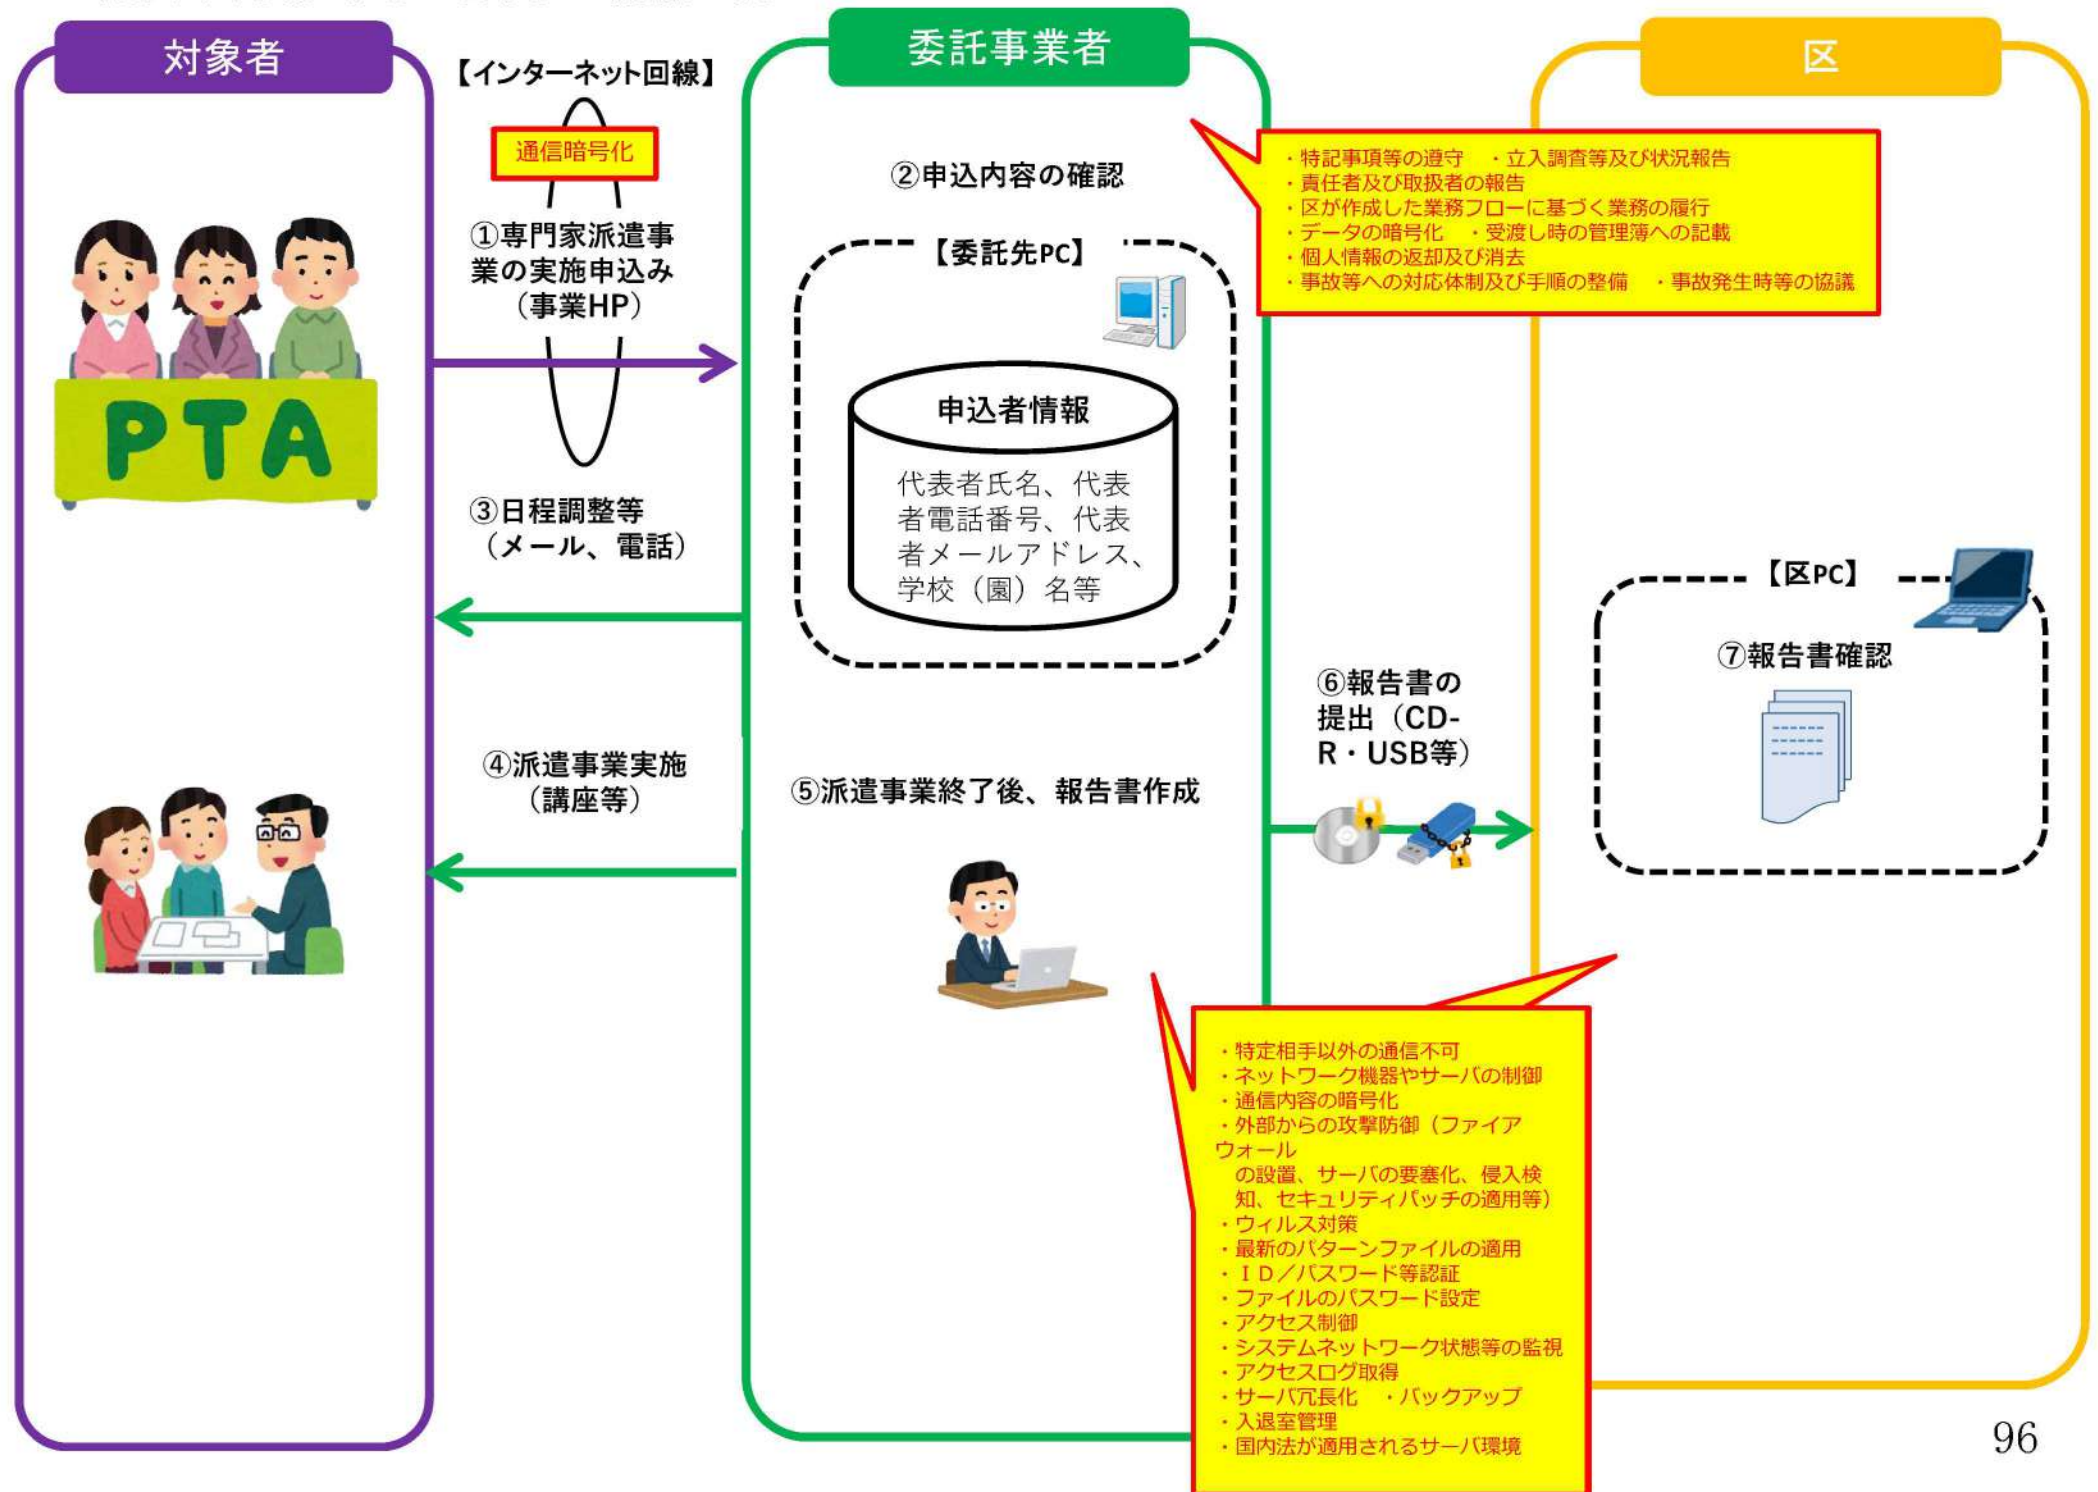 対象者
【インターネット回線】
通信暗号化
①専門家派遣事
業の実施申込み
（事業HP）
PTA
③日程調整等
（メール、電話）
④派遣事業実施
（講座等）
委託事業者
②申込内容の確認
【委託先PC】
申込者情報
代表者氏名、代表
者電話番号、代表
者メールアドレス、
学校（園）名等
⑤派遣事業終了後、報告書作成
・特記事項等の遵守　・立入調査等及び状況報告
・責任者及び取扱者の報告
・区が作成した業務フローに基づく業務の履行
・データの暗号化　・受渡し時の管理簿への記載
・個人情報の返却及び消去
・事故等への対応体制及び手順の整備　・事故発生時等の協議
⑥報告書の
提出（CD-
R・USB等）
区
【区PC】
⑦報告書確認
・特定相手以外の通信不可
・ネットワーク機器やサーバの制御
・通信内容の暗号化
・外部からの攻撃防御（ファイア
ウォール
の設置、サーバの要塞化、侵入検
知、セキュリティパッチの適用等）
・ウィルス対策
・最新のパターンファイルの適用
・ＩＤ／パスワード等認証
・ファイルのパスワード設定
・アクセス制御
・システムネットワーク状態等の監視
・アクセスログ取得
・サーバ冗長化　・バックアップ
・入退室管理
・国内法が適用されるサーバ環境
96